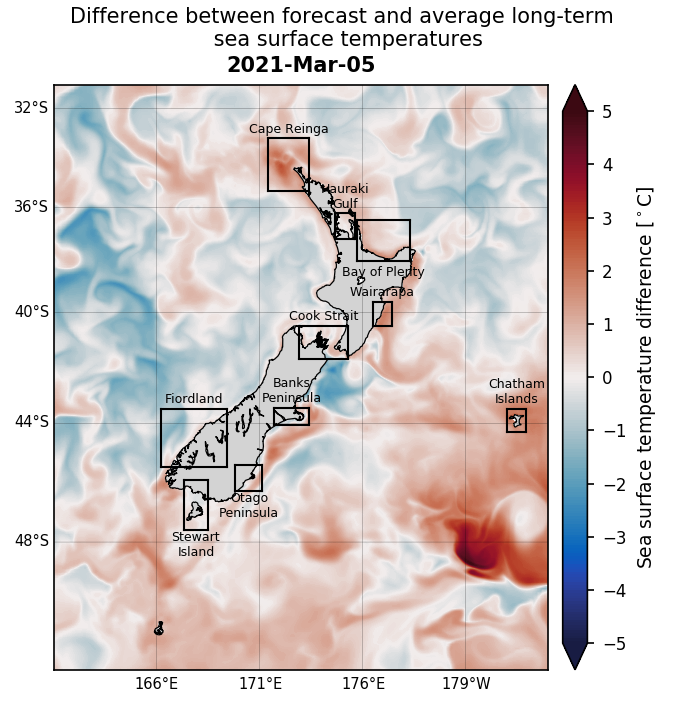 Difference between forecast and average long-term
sea surface temperatures
2021-Mar-05
32°S
36°S
40°S
44°S
48°S
166°E
171°E
176°E
179°W
Cape Reinga
Hauraki
Gulf
Bay of Plenty
Wairarapa
Cook Strait
Banks
Peninsula
Fiordland
Chatham
Islands
Otago
Peninsula
Stewart
Island
5
4
3
2
1
0
−1
−2
−3
−4
−5
Sea surface temperature difference [°C]